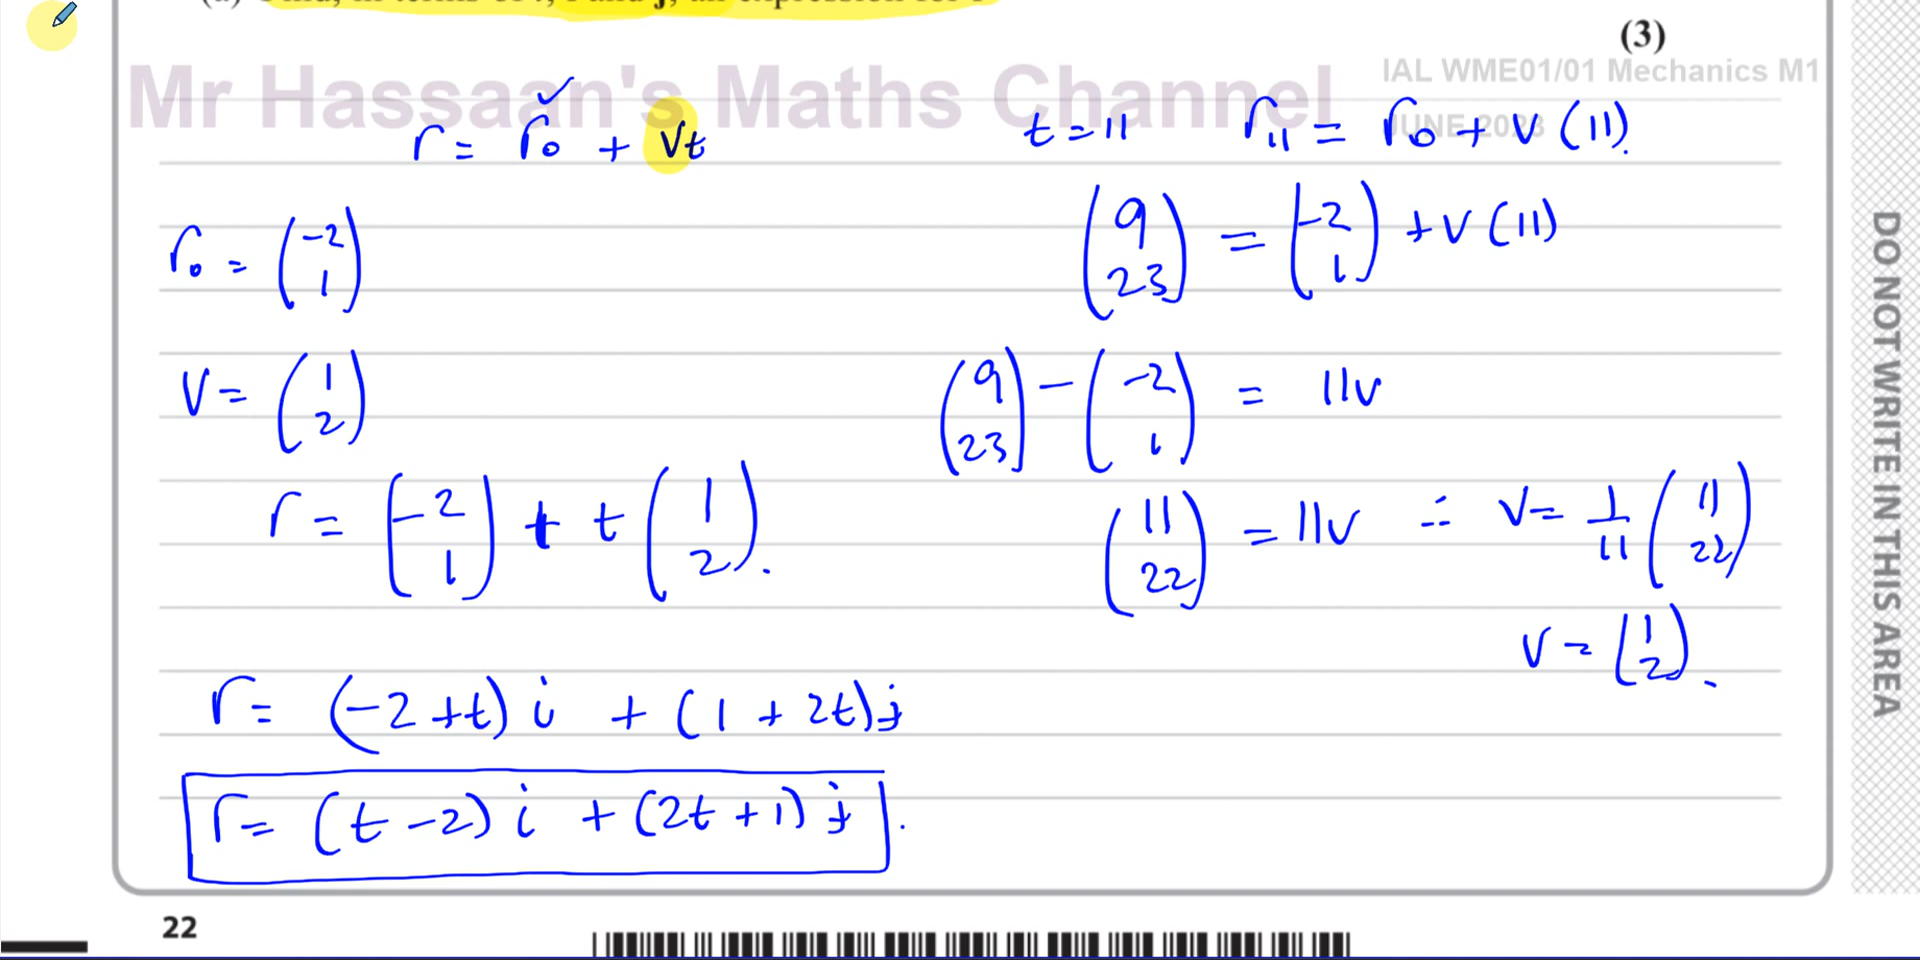 (3)
Mr Hassaan's Maths Channel
IAL WME01/01 Mechanics M1
JUNE 2023
r = r₀ + vt
r₀ = (-2 1)
v = (1 2)
r = (-2 1) + t (1 2).
r = (-2+t) i + (1 + 2t) j
r = (t-2) i + (2t+1) j.
t = 11 r₁₁ = r₀ + v (11).
(9 23) = (-2 1) + v (11)
(9 23) - (-2 1) = 11v
(11 22) = 11v ∴ v = 1/11 (11 22)
v = (1 2).
22
DO NOT WRITE IN THIS AREA